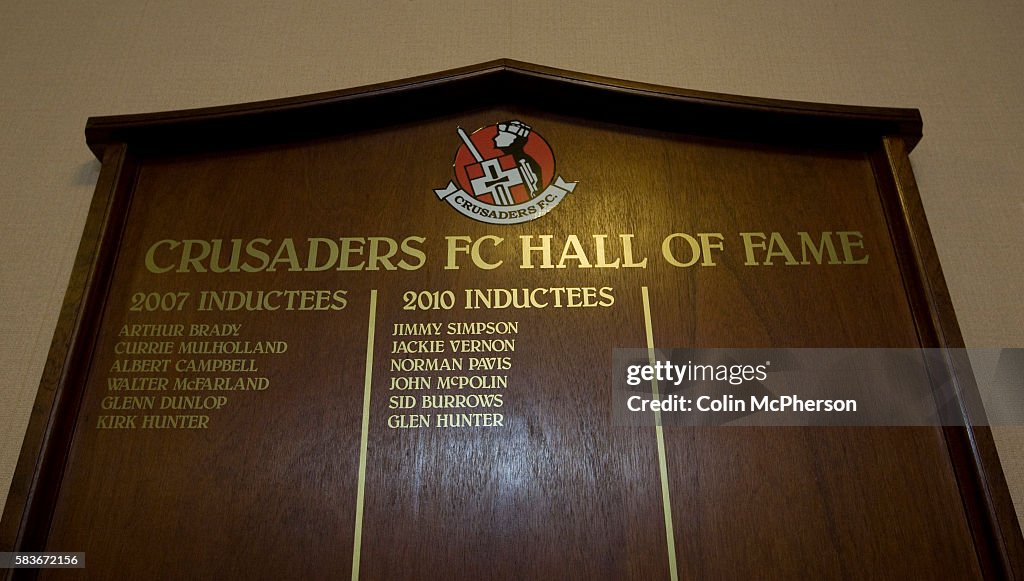 CRUSADERS F.C.
CRUSADERS FC HALL OF FAME
2007 INDUCTEES
ARTHUR BRADY
CURRIE MULHOLLAND
ALBERT CAMPBELL
WALTER McFARLAND
GLENN DUNLOP
KIRK HUNTER
2010 INDUCTEES
JIMMY SIMPSON
JACKIE VERNON
NORMAN PAVIS
JOHN McPOLIN
SID BURROWS
GLEN HUNTER
gettyimages®
Credit: Colin McPherson
583672156